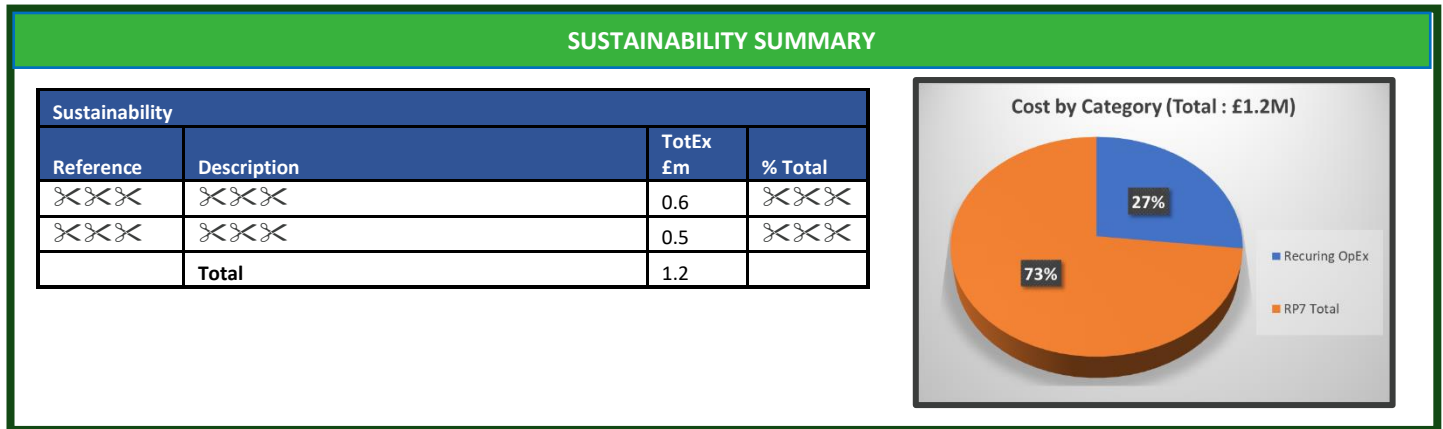 SUSTAINABILITY SUMMARY
Sustainability
Reference Description TotEx £m % Total
✂✂✂ ✂✂✂ 0.6 ✂✂✂
✂✂✂ ✂✂✂ 0.5 ✂✂✂
Total 1.2
Cost by Category (Total : £1.2M)
27%
73%
Recuring OpEx
RP7 Total